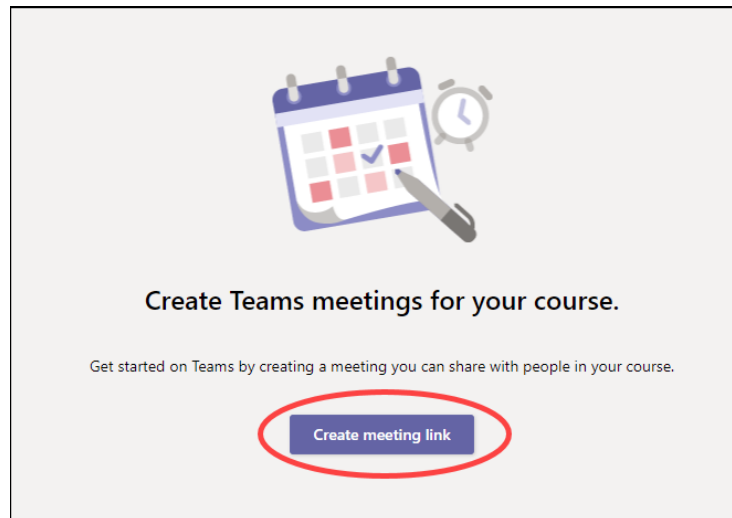 Create Teams meetings for your course.
Get started on Teams by creating a meeting you can share with people in your course.
Create meeting link